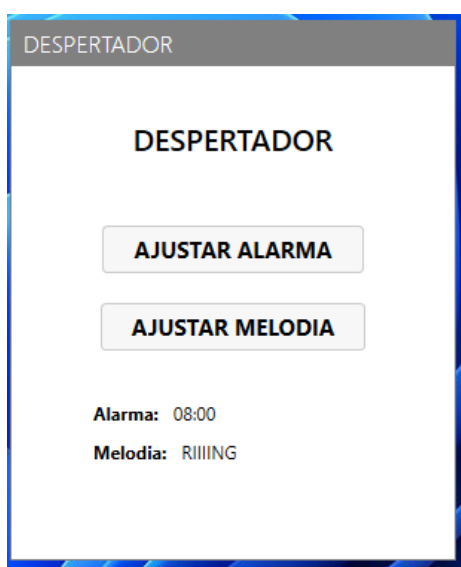 DESPERTADOR
DESPERTADOR
AJUSTAR ALARMA
AJUSTAR MELODIA
Alarma: 08:00
Melodia: RIIIING